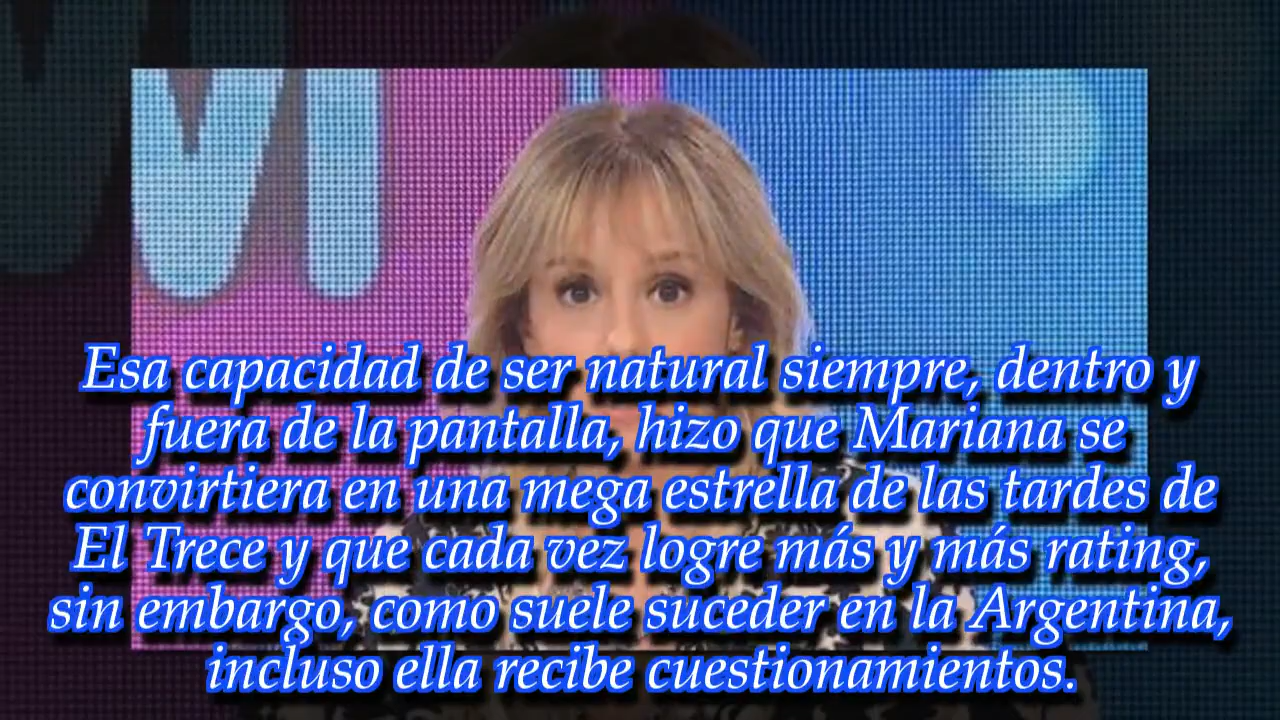 Esa capacidad de ser natural siempre, dentro y
fuera de la pantalla, hizo que Mariana se
convirtiera en una mega estrella de las tardes de
El Trece y que cada vez logre más y más rating,
sin embargo, como suele suceder en la Argentina,
incluso ella recibe cuestionamientos.